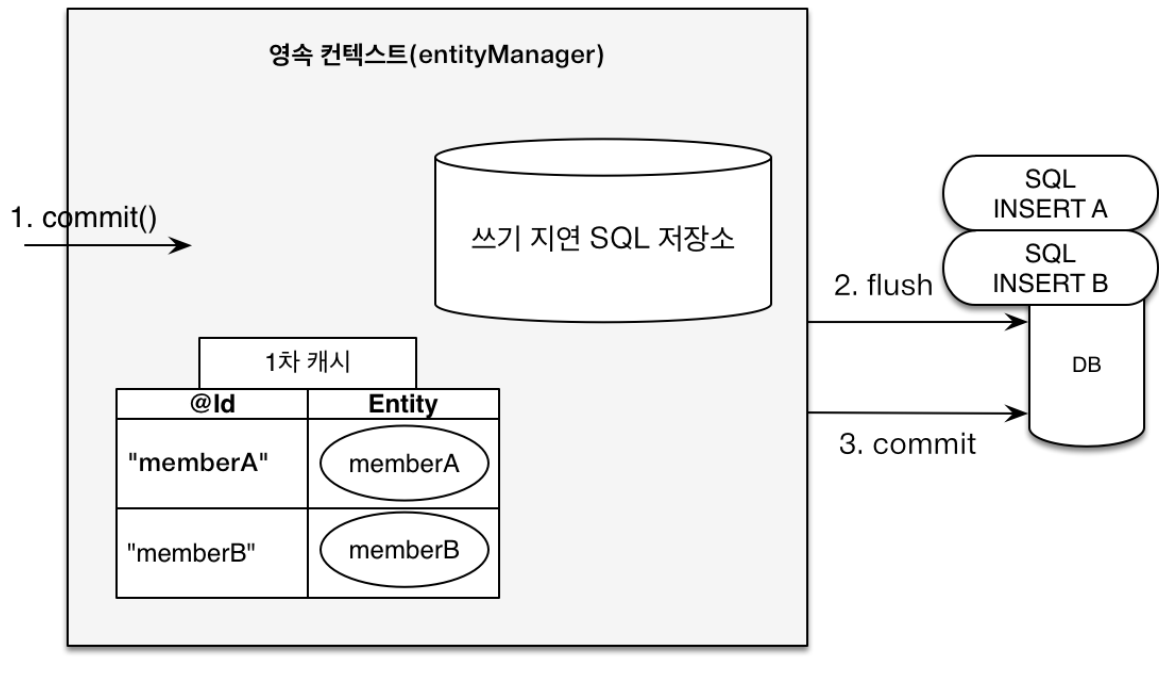 영속 컨텍스트(entityManager)
1. commit()
쓰기 지연 SQL 저장소
SQL
INSERT A
SQL
INSERT B
2. flush
DB
3. commit
1차 캐시
@Id Entity
"memberA" memberA
"memberB" memberB